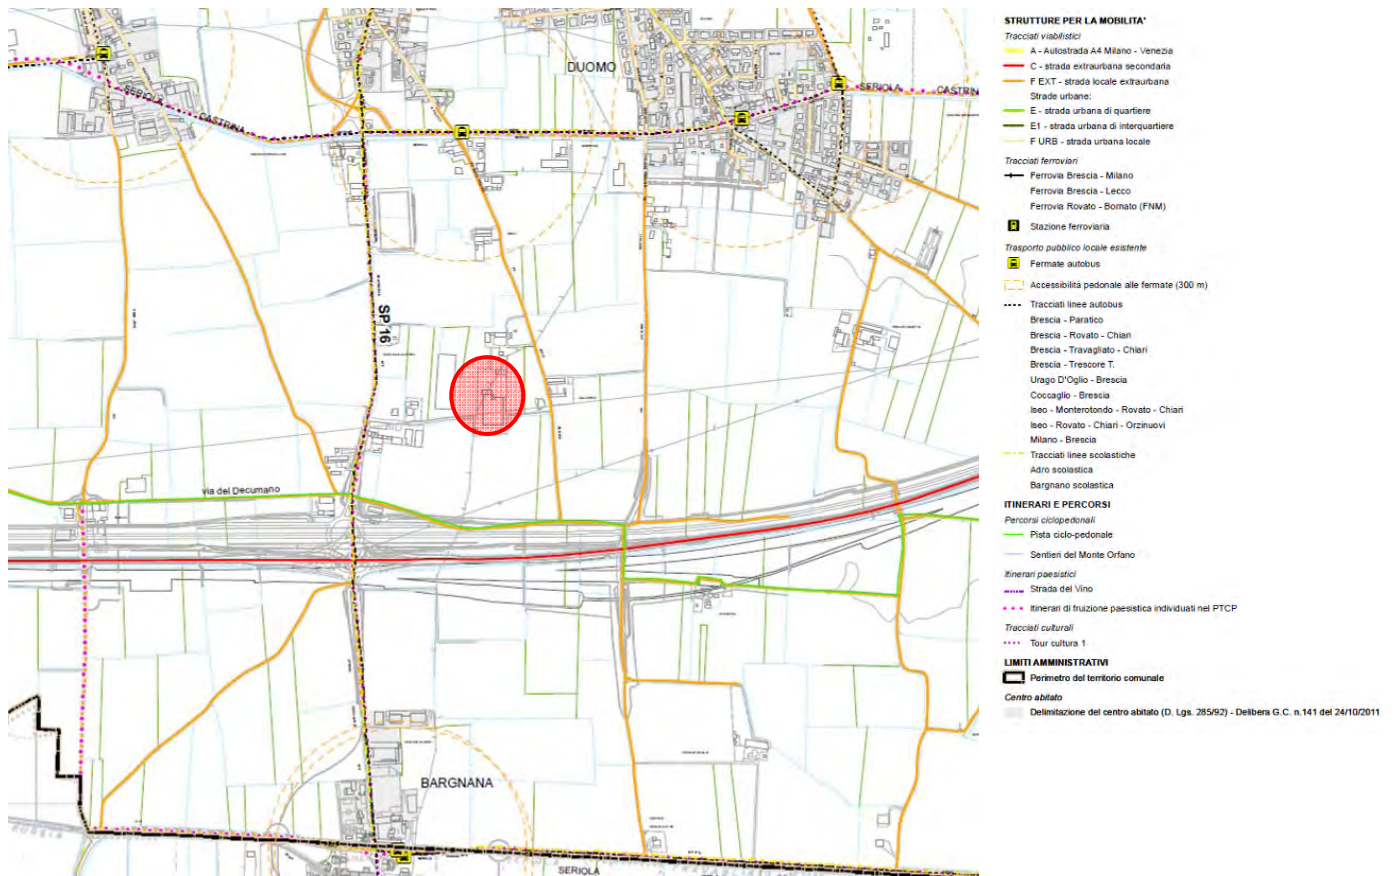 DUOMO
SERIOLA
CASTRINA
SERIOLA
CASTRIN
SP 16
via del Decumano
BARGNANA
SERIOLA
STRUTTURE PER LA MOBILITA'
Tracciati viabilistici
A - Autostrada A4 Milano - Venezia
C - strada extraurbana secondaria
F EXT - strada locale extraurbana
Strade urbane:
E - strada urbana di quartiere
E1 - strada urbana di interquartiere
F URB - strada urbana locale
Tracciati ferroviari
Ferrovia Brescia - Milano
Ferrovia Brescia - Lecco
Ferrovia Rovato - Bornato (FNM)
Stazione ferroviaria
Trasporto pubblico locale esistente
Fermate autobus
Accessibilità pedonale alle fermate (300 m)
Tracciati linee autobus
Brescia - Paratico
Brescia - Rovato - Chiari
Brescia - Travagliato - Chiari
Brescia - Trescore T.
Urago D'Oglio - Brescia
Coccaglio - Brescia
Iseo - Monterotondo - Rovato - Chiari
Iseo - Rovato - Chiari - Orzinuovi
Milano - Brescia
Tracciati linee scolastiche
Adro scolastica
Bargnano scolastica
ITINERARI E PERCORSI
Percorsi ciclopedonali
Pista ciclo-pedonale
Sentieri del Monte Orfano
Itinerari paesistici
Strada del Vino
Itinerari di fruizione paesistica individuati nel PTCP
Tracciati culturali
Tour cultura 1
LIMITI AMMINISTRATIVI
Perimetro del territorio comunale
Centro abitato
Delimitazione del centro abitato (D. Lgs. 285/92) - Delibera G.C. n.141 del 24/10/2011